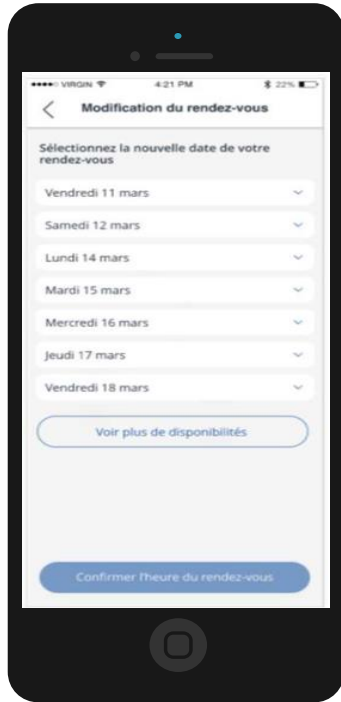 VIRGIN 4:21 PM 22%
Modification du rendez-vous
Sélectionnez la nouvelle date de votre
rendez-vous
Vendredi 11 mars
Samedi 12 mars
Lundi 14 mars
Mardi 15 mars
Mercredi 16 mars
Jeudi 17 mars
Vendredi 18 mars
Voir plus de disponibilités
Confirmer l'heure du rendez-vous